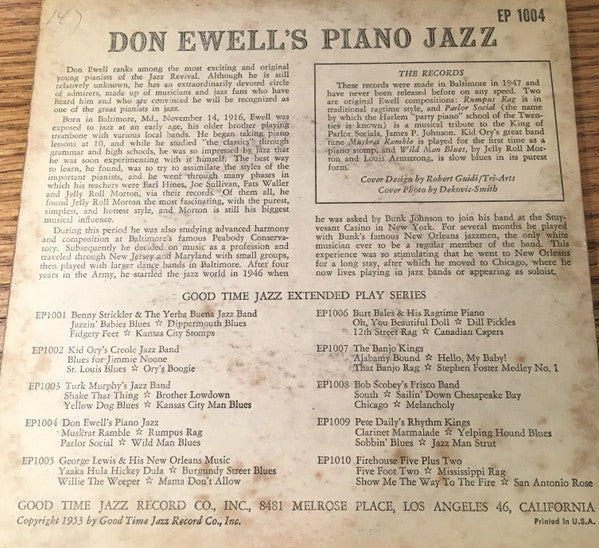 147
EP 1004
DON EWELL'S PIANO JAZZ
Don Ewell ranks among the most exciting and original
young pianists of the Jazz Revival. Although he is still
relatively unknown, he has an extraordinarily devoted circle
of admirers, made up of musicians and jazz fans who have
heard him and who are convinced he will be recognized as
one of the great pianists in jazz.
Born in Baltimore, Md., November 14, 1916, Ewell
was exposed to jazz at an early age, his older brother playing
trombone with various local bands. He began taking piano
lessons at 10, and while he studied "the classics" through
grammar and high schools, he was so impressed by jazz that
he was soon experimenting with it himself. The best way
to learn, he found, was to try to assimilate the styles of the
important pianists, and he went through many phases in
which his teachers were Earl Hines, Joe Sullivan, Fats Waller
and Jelly Roll Morton, via their records. Of them all, he
found Jelly Roll Morton the most fascinating, with the purest,
simplest, and hottest style, and Morton is still his biggest
musical influence.
During this period he was also studying advanced harmony
and composition at Baltimore's famous Peabody Conserva-
tory. Subsequently he decided on music as a profession and
traveled through New Jersey and Maryland with small groups,
then played with larger dance bands in Baltimore. After four
years in the Army, he startled the jazz world in 1946 when
THE RECORDS
These records were made in Baltimore in 1947 and
have never been released before on any speed. Two
are original Ewell compositions: Rumpus Rag is in
traditional ragtime style, and Parlor Social (the name
by which the Harlem "party piano" school of the Twen-
ties is known) is a musical tribute to the King of
Parlor Socials, James P. Johnson. Kid Ory's great band
tune Muskrat Ramble is played for the first time as a
piano stomp, and Wild Man Blues, by Jelly Roll Mor-
ton and Louis Armstrong, is slow blues in its purest
form.
Cover Design by Robert Guidi/Tri-Arts
Cover Photo by Dekovic-Smith
he was asked by Bunk Johnson to join his band at the Stuy-
vesant Casino in New York. For several months he played
with Bunk's famous New Orleans jazzmen, the only white
musician ever to be a regular member of the band. This
experience was so stimulating that he went to New Orleans
for a long stay, after which he moved to Chicago, where he
now lives playing in jazz bands or appearing as soloist.
GOOD TIME JAZZ EXTENDED PLAY SERIES
EP1001 Benny Strickler & The Yerba Buena Jazz Band
Jazzin' Babies Blues ☆ Dippermouth Blues
Fidgety Feet ☆ Kansas City Stomps
EP1002 Kid Ory's Creole Jazz Band
Blues for Jimmie Noone
St. Louis Blues ☆ Ory's Boogie
EP1003 Turk Murphy's Jazz Band
Shake That Thing ☆ Brother Lowdown
Yellow Dog Blues ☆ Kansas City Man Blues
EP1004 Don Ewell's Piano Jazz
Muskrat Ramble ☆ Rumpus Rag
Parlor Social ☆ Wild Man Blues
EP1005 George Lewis & His New Orleans Music
Yaaka Hula Hickey Dula ☆ Burgundy Street Blues
Willie The Weeper ☆ Mama Don't Allow
EP1006 Burt Bales & His Ragtime Piano
Oh, You Beautiful Doll ☆ Dill Pickles
12th Street Rag ☆ Canadian Capers
EP1007 The Banjo Kings
Alabamy Bound ☆ Hello, My Baby!
That Banjo Rag ☆ Stephen Foster Medley No. 1
EP1008 Bob Scobey's Frisco Band
South ☆ Sailin' Down Chesapeake Bay
Chicago ☆ Melancholy
EP1009 Pete Daily's Rhythm Kings
Clarinet Marmalade ☆ Yelping Hound Blues
Sobbin' Blues ☆ Jazz Man Strut
EP1010 Firehouse Five Plus Two
Five Foot Two ☆ Mississippi Rag
Show Me The Way To The Fire ☆ San Antonio Rose
GOOD TIME JAZZ RECORD CO., INC., 8481 MELROSE PLACE, LOS ANGELES 46, CALIFORNIA
Copyright 1953 by Good Time Jazz Record Co., Inc.
Printed in U.S.A.